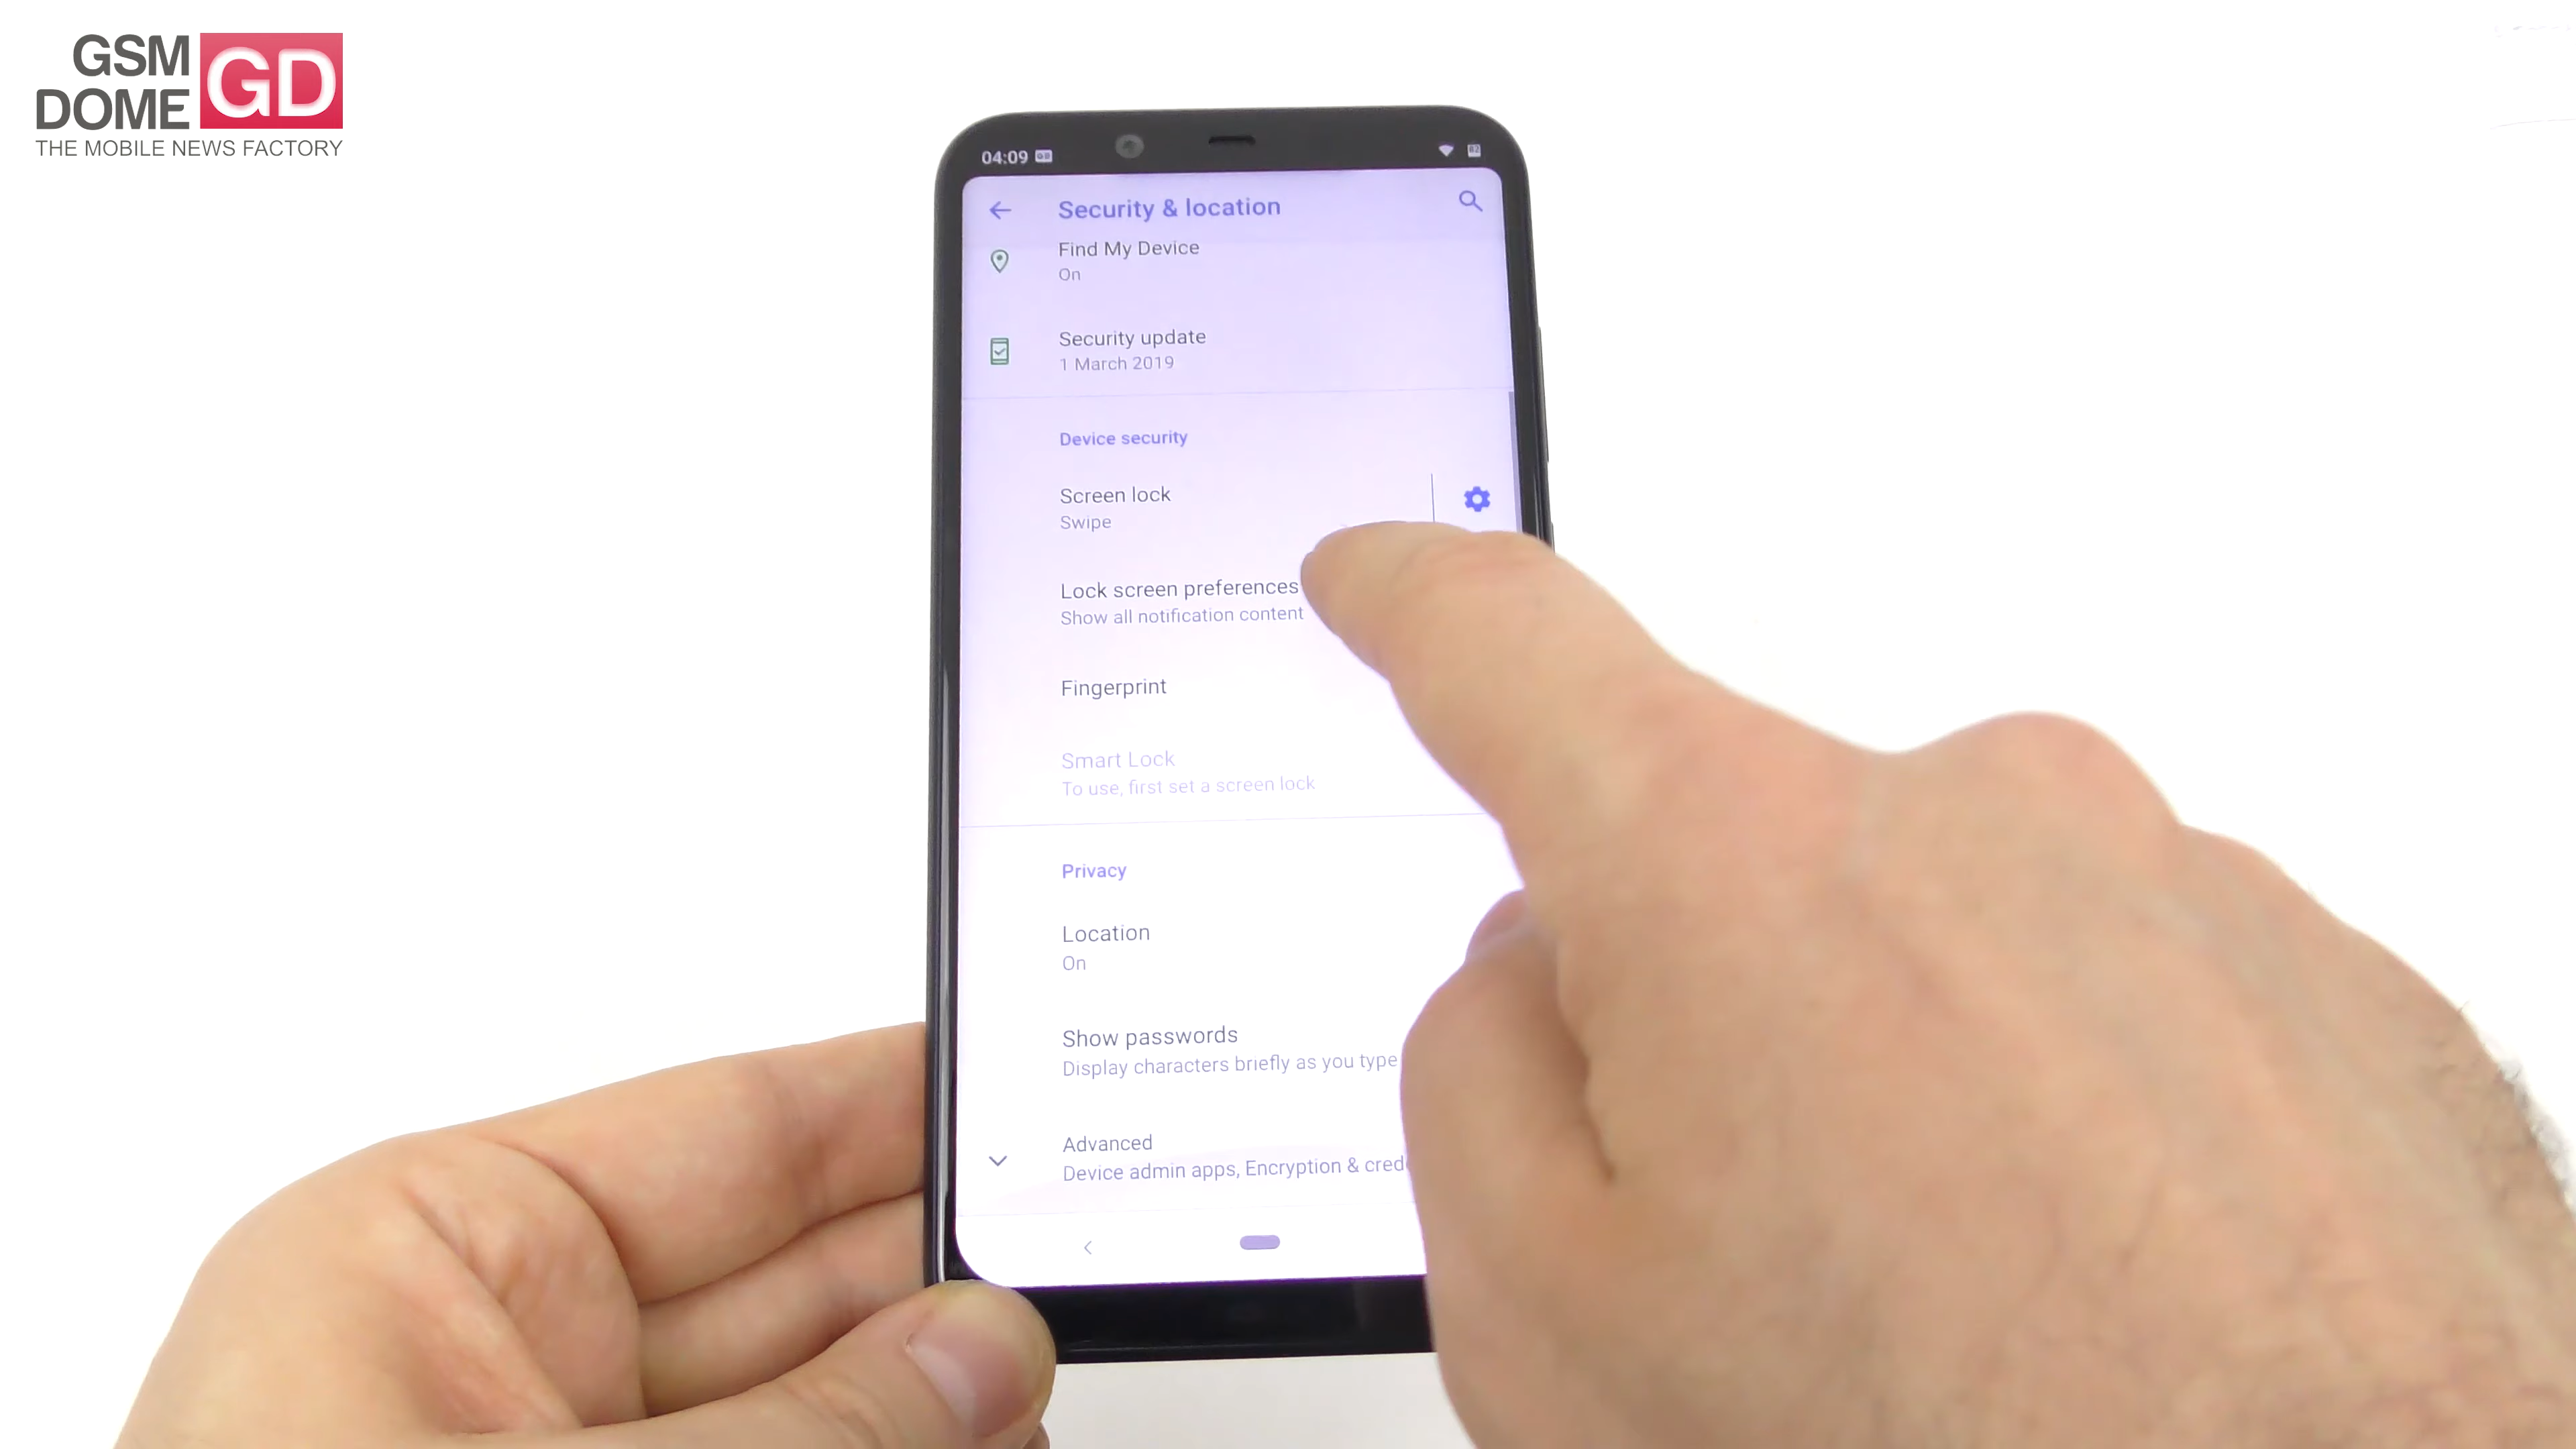 GSM
DOME
GD
THE MOBILE NEWS FACTORY
04:09
Security & location
Find My Device
On
Security update
1 March 2019
Device security
Screen lock
Swipe
Lock screen preferences
Show all notification content
Fingerprint
Smart Lock
To use, first set a screen lock
Privacy
Location
On
Show passwords
Display characters briefly as you type
Advanced
Device admin apps, Encryption & cred